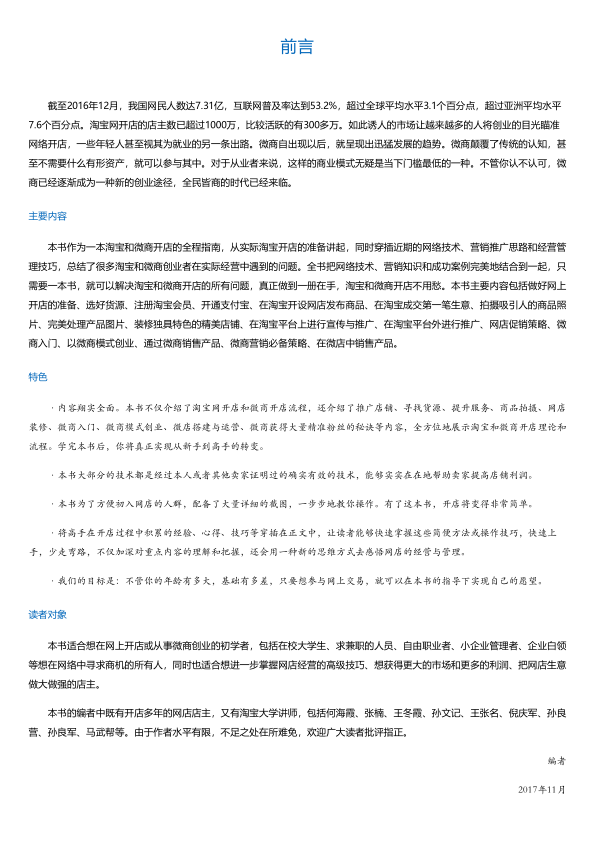 前言
截至2016年12月，我国网民人数达7.31亿，互联网普及率达到53.2%，超过全球平均水平3.1个百分点，超过亚洲平均水平
7.6个百分点。淘宝网开店的店主数已超过1000万，比较活跃的有300多万。如此诱人的市场让越来越多的人将创业的目光瞄准
网络开店，一些年轻人甚至视其为就业的另一条出路。微商自出现以后，就呈现出迅猛发展的趋势。微商颠覆了传统的认知，甚
至不需要什么有形资产，就可以参与其中。对于从业者来说，这样的商业模式无疑是当下门槛最低的一种。不管你认不认可，微
商已经逐渐成为一种新的创业途径，全民皆商的时代已经来临。
主要内容
本书作为一本淘宝和微商开店的全程指南，从实际淘宝开店的准备讲起，同时穿插近期的网络技术、营销推广思路和经营管
理技巧，总结了很多淘宝和微商创业者在实际经营中遇到的问题。全书把网络技术、营销知识和成功案例完美地结合到一起，只
需要一本书，就可以解决淘宝和微商开店的所有问题，真正做到一册在手，淘宝和微商开店不用愁。本书主要内容包括做好网上
开店的准备、选好货源、注册淘宝会员、开通支付宝、在淘宝开设网店发布商品、在淘宝成交第一笔生意、拍摄吸引人的商品照
片、完美处理产品图片、装修独具特色的精美店铺、在淘宝平台上进行宣传与推广、在淘宝平台外进行推广、网店促销策略、微
商入门、以微商模式创业、通过微商销售产品、微商营销必备策略、在微店中销售产品。
特色
· 内容翔实全面。本书不仅介绍了淘宝网开店和微商开店流程，还介绍了推广店铺、寻找货源、提升服务、商品拍摄、网店
装修、微商入门、微商模式创业、微店搭建与运营、微商获得大量精准粉丝的秘诀等内容，全方位地展示淘宝和微商开店理论和
流程。学完本书后，你将真正实现从新手到高手的转变。
· 本书大部分的技术都是经过本人或者其他卖家证明过的确实有效的技术，能够实实在在地帮助卖家提高店铺利润。
· 本书为了方便初入网店的人群，配备了大量详细的截图，一步步地教你操作。有了这本书，开店将变得非常简单。
· 将高手在开店过程中积累的经验、心得、技巧等穿插在正文中，让读者能够快速掌握这些简便方法或操作技巧，快速上
手，少走弯路，不仅加深对重点内容的理解和把握，还会用一种新的思维方式去感悟网店的经营与管理。
· 我们的目标是：不管你的年龄有多大，基础有多差，只要想参与网上交易，就可以在本书的指导下实现自己的愿望。
读者对象
本书适合想在网上开店或从事微商创业的初学者，包括在校大学生、求兼职的人员、自由职业者、小企业管理者、企业白领
等想在网络中寻求商机的所有人，同时也适合想进一步掌握网店经营的高级技巧、想获得更大的市场和更多的利润、把网店生意
做大做强的店主。
本书的编者中既有开店多年的网店店主，又有淘宝大学讲师，包括何海霞、张楠、王冬霞、孙文记、王张名、倪庆军、孙良
营、孙良军、马武帮等。由于作者水平有限，不足之处在所难免，欢迎广大读者批评指正。
编者
2017年11月